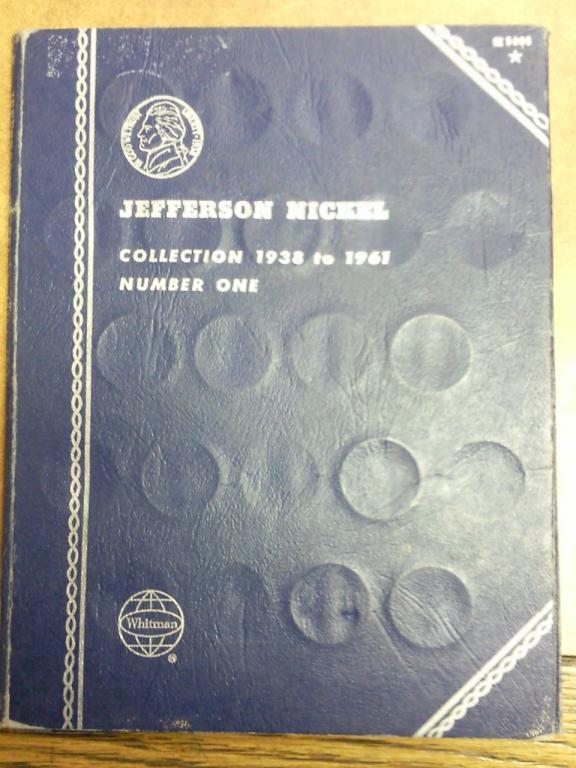 JEFFERSON NICKEL
COLLECTION 1938 to 1961
NUMBER ONE
Whitman
®